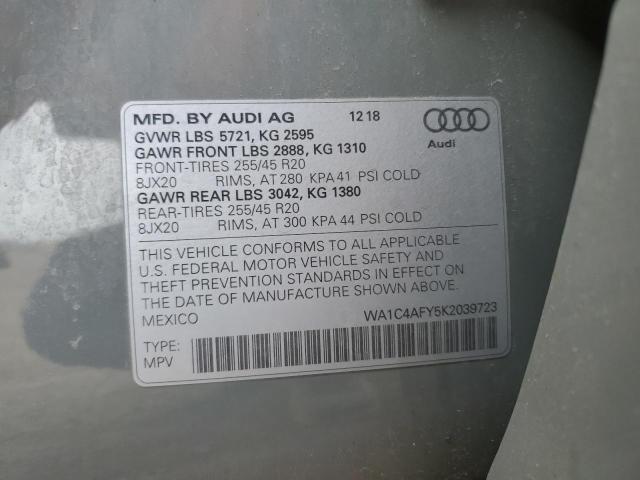 MFD. BY AUDI AG 12 18
GVWR LBS 5721, KG 2595
GAWR FRONT LBS 2888, KG 1310
FRONT-TIRES 255/45 R20
8JX20 RIMS, AT 280 KPA 41 PSI COLD
GAWR REAR LBS 3042, KG 1380
REAR-TIRES 255/45 R20
8JX20 RIMS, AT 300 KPA 44 PSI COLD
Audi
THIS VEHICLE CONFORMS TO ALL APPLICABLE
U.S. FEDERAL MOTOR VEHICLE SAFETY AND
THEFT PREVENTION STANDARDS IN EFFECT ON
THE DATE OF MANUFACTURE SHOWN ABOVE.
MEXICO WA1C4AFY5K2039723
TYPE:
MPV